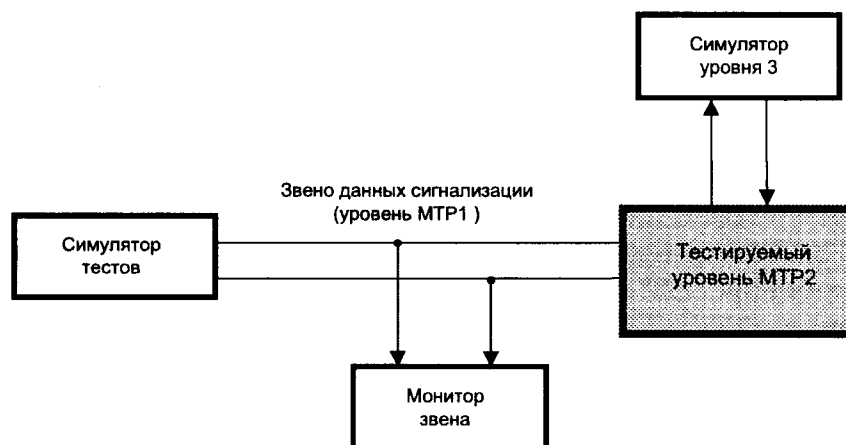 Симулятор
уровня 3
Звено данных сигнализации
(уровень МТР1 )
Симулятор
тестов
Тестируемый
уровень МТР2
Монитор
звена